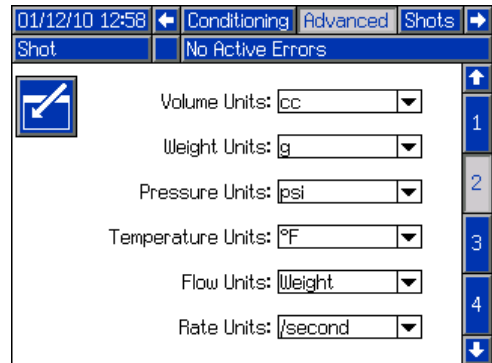 01/12/10 12:58 Conditioning Advanced Shots
Shot No Active Errors
Volume Units: cc
1
Weight Units: g
Pressure Units: psi
2
Temperature Units: °F
3
Flow Units: Weight
4
Rate Units: /second